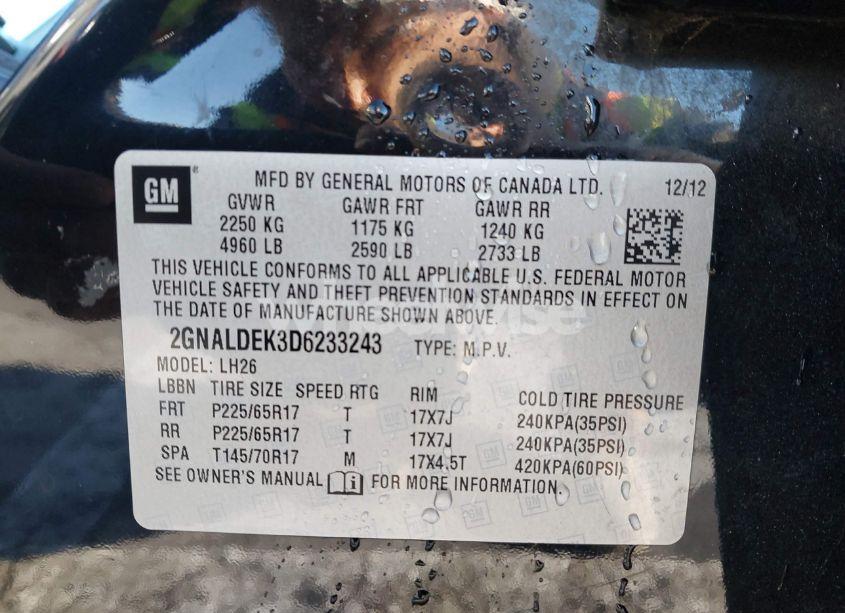 GM ® MFD BY GENERAL MOTORS OF CANADA LTD. 12/12
GVWR GAWR FRT GAWR RR
2250 KG 1175 KG 1240 KG
4960 LB 2590 LB 2733 LB
THIS VEHICLE CONFORMS TO ALL APPLICABLE U.S. FEDERAL MOTOR
VEHICLE SAFETY AND THEFT PREVENTION STANDARDS IN EFFECT ON
THE DATE OF MANUFACTURE SHOWN ABOVE.
2GNALDEK3D6233243 TYPE: M.P.V.
MODEL: LH26
LBBN TIRE SIZE SPEED RTG RIM COLD TIRE PRESSURE
FRT P225/65R17 T 17X7J 240KPA(35PSI)
RR P225/65R17 T 17X7J 240KPA(35PSI)
SPA T145/70R17 M 17X4.5T 420KPA(60PSI)
SEE OWNER'S MANUAL FOR MORE INFORMATION.